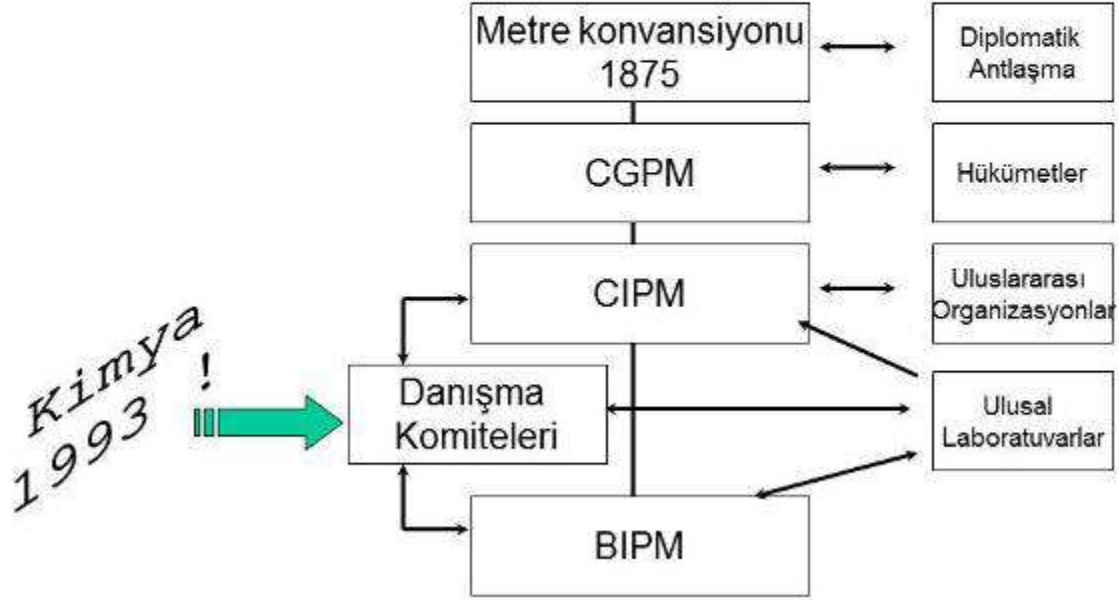 Metre konvansiyonu
1875
Diplomatik
Antlaşma
CGPM
Hükümetler
CIPM
Uluslararası
Organizasyonlar
Kimya
1993 !
Danışma
Komiteleri
Ulusal
Laboratuvarlar
BIPM